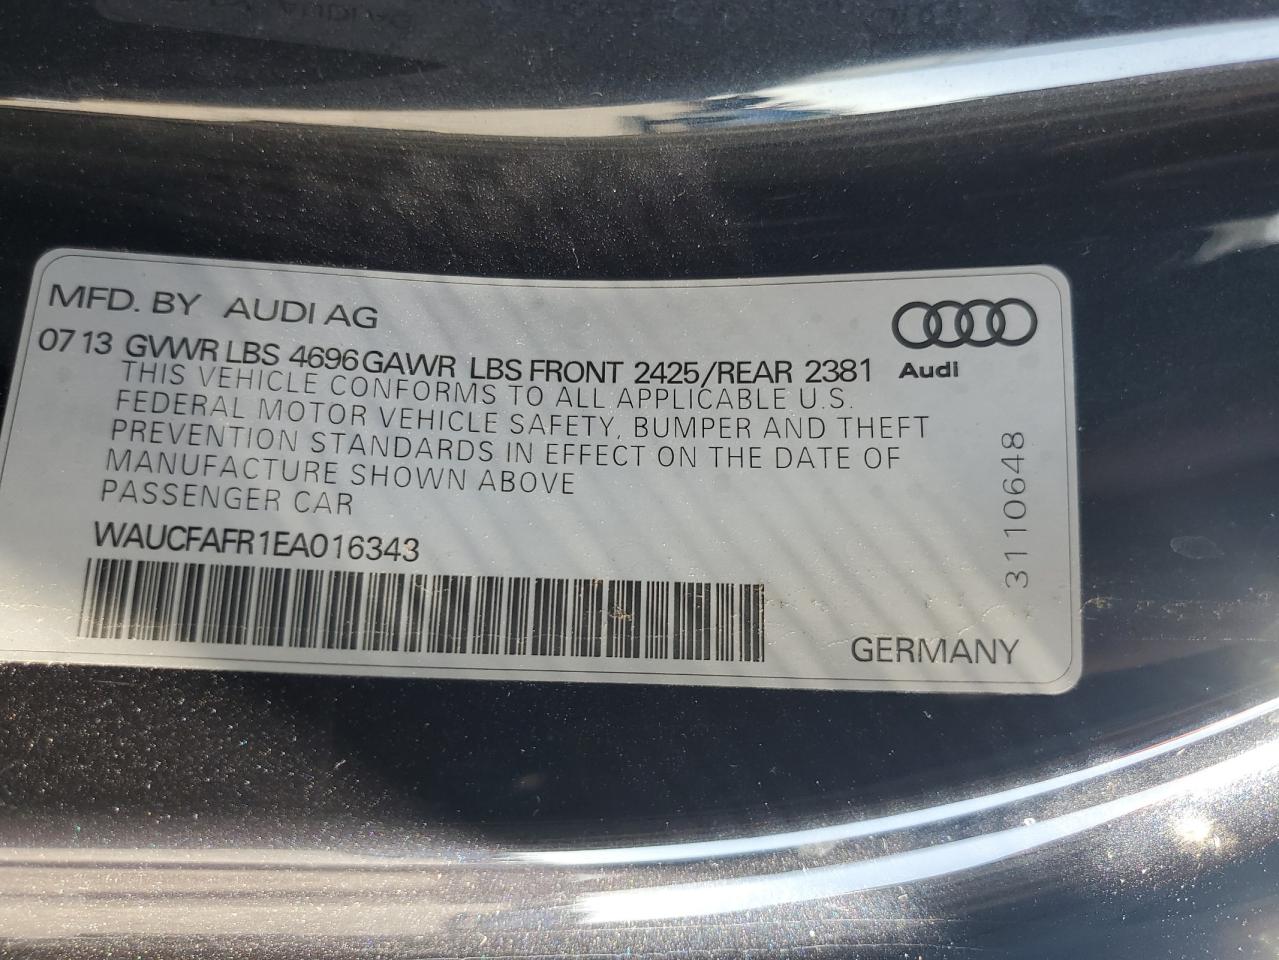 MFD. BY AUDI AG
07 13 GVWR LBS 4696 GAWR LBS FRONT 2425/REAR 2381
Audi
THIS VEHICLE CONFORMS TO ALL APPLICABLE U.S.
FEDERAL MOTOR VEHICLE SAFETY, BUMPER AND THEFT
PREVENTION STANDARDS IN EFFECT ON THE DATE OF
MANUFACTURE SHOWN ABOVE
PASSENGER CAR
WAUCFAFR1EA016343
3110648
GERMANY